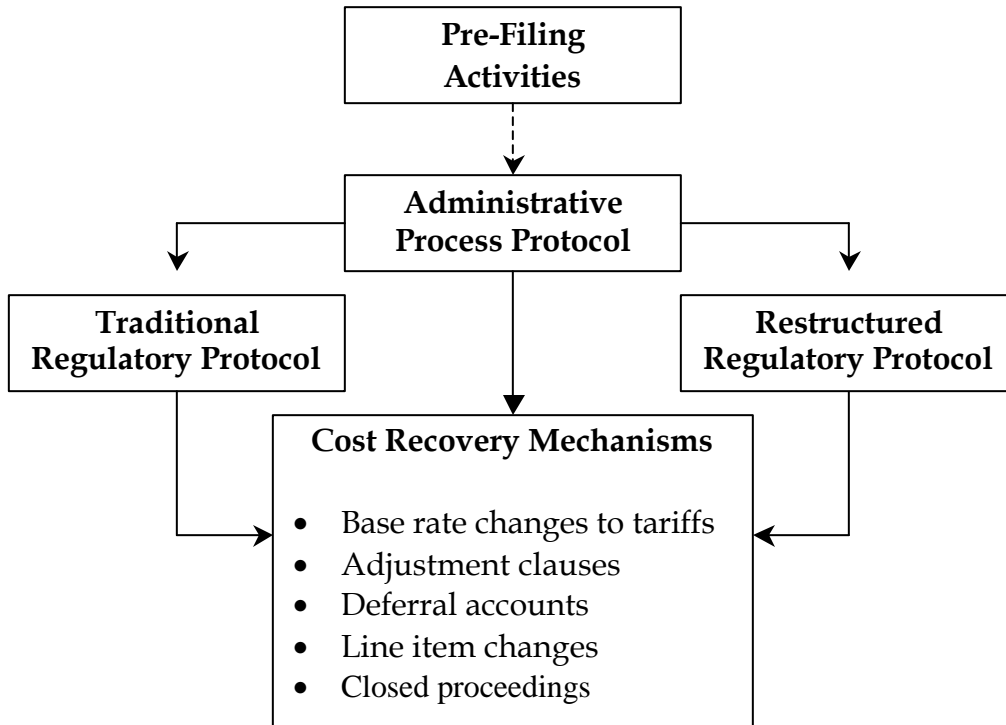 Pre-Filing
Activities
Administrative
Process Protocol
Traditional
Regulatory Protocol
Restructured
Regulatory Protocol
Cost Recovery Mechanisms
• Base rate changes to tariffs
• Adjustment clauses
• Deferral accounts
• Line item changes
• Closed proceedings